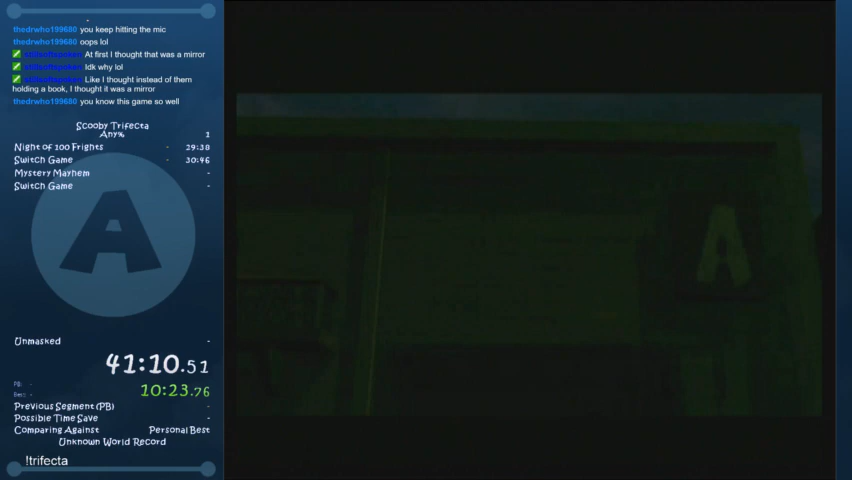 thedrwho199680 you keep hitting the mic
thedrwho199680 oops lol
At first I thought that was a mirror
Idk why lol
Like I thought instead of them
holding a book, I thought it was a mirror
thedrwho199680 you know this game so well
Scooby Trifecta
Any% 1
Night of 100 Frights - 29:38
Switch Game - 30:46
Mystery Mayhem -
Switch Game -
A
A
Unmasked -
41:10.51
PB: -
Best: -
10:23.76
Previous Segment (PB) -
Possible Time Save -
Comparing Against Personal Best
Unknown World Record
!trifecta